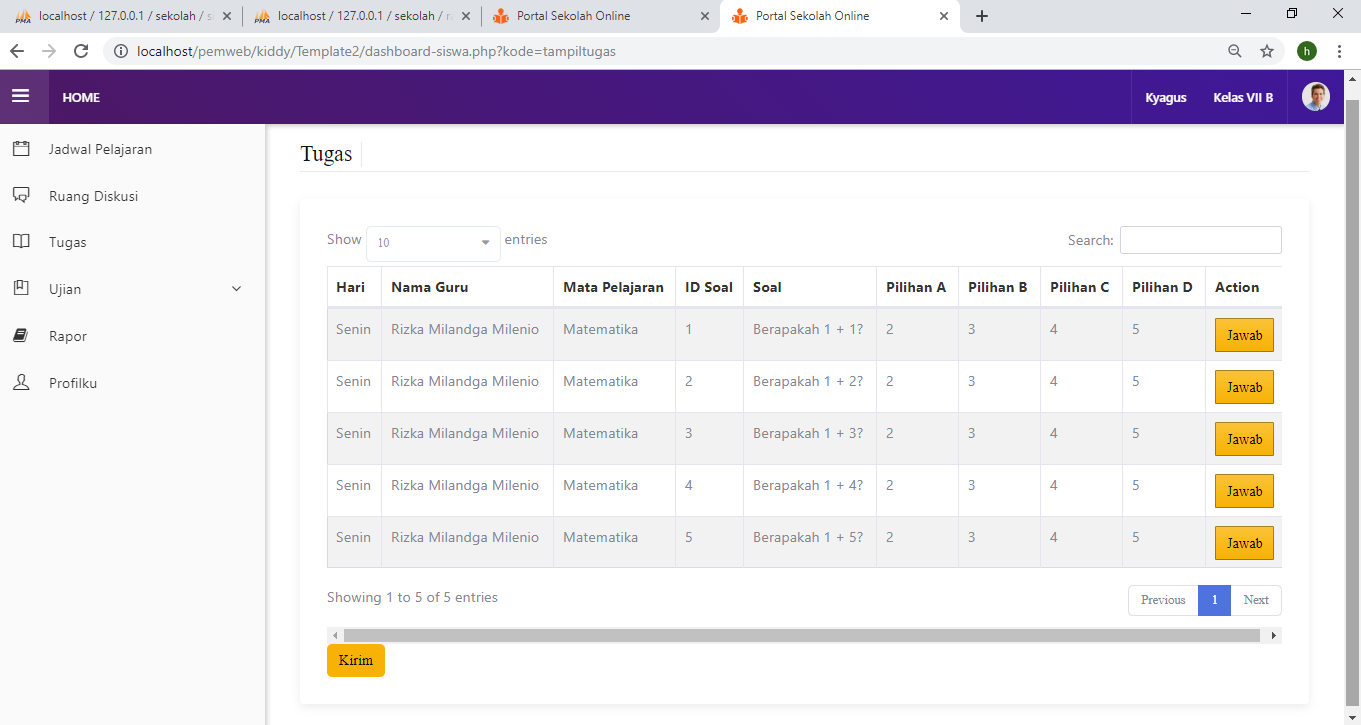 localhost / 127.0.0.1 / sekolah / s
localhost / 127.0.0.1 / sekolah / r
Portal Sekolah Online
Portal Sekolah Online
localhost/pemweb/kiddy/Template2/dashboard-siswa.php?kode=tampiltugas
h
HOME
Kyagus
Kelas VII B
Jadwal Pelajaran
Ruang Diskusi
Tugas
Ujian
Rapor
Profilku
Tugas
Show 10 entries
Search:
Hari Nama Guru Mata Pelajaran ID Soal Soal Pilihan A Pilihan B Pilihan C Pilihan D Action
Senin Rizka Milandga Milenio Matematika 1 Berapakah 1 + 1? 2 3 4 5 Jawab
Senin Rizka Milandga Milenio Matematika 2 Berapakah 1 + 2? 2 3 4 5 Jawab
Senin Rizka Milandga Milenio Matematika 3 Berapakah 1 + 3? 2 3 4 5 Jawab
Senin Rizka Milandga Milenio Matematika 4 Berapakah 1 + 4? 2 3 4 5 Jawab
Senin Rizka Milandga Milenio Matematika 5 Berapakah 1 + 5? 2 3 4 5 Jawab
Showing 1 to 5 of 5 entries
Previous 1 Next
Kirim